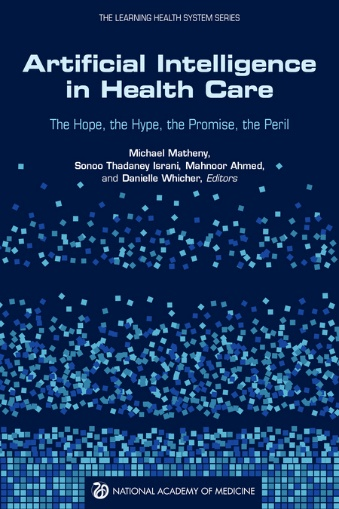 THE LEARNING HEALTH SYSTEM SERIES
Artificial Intelligence
in Health Care
The Hope, the Hype, the Promise, the Peril
Michael Matheny,
Sonoo Thadaney Israni, Mahnoor Ahmed,
and Danielle Whicher, Editors
NATIONAL ACADEMY OF MEDICINE